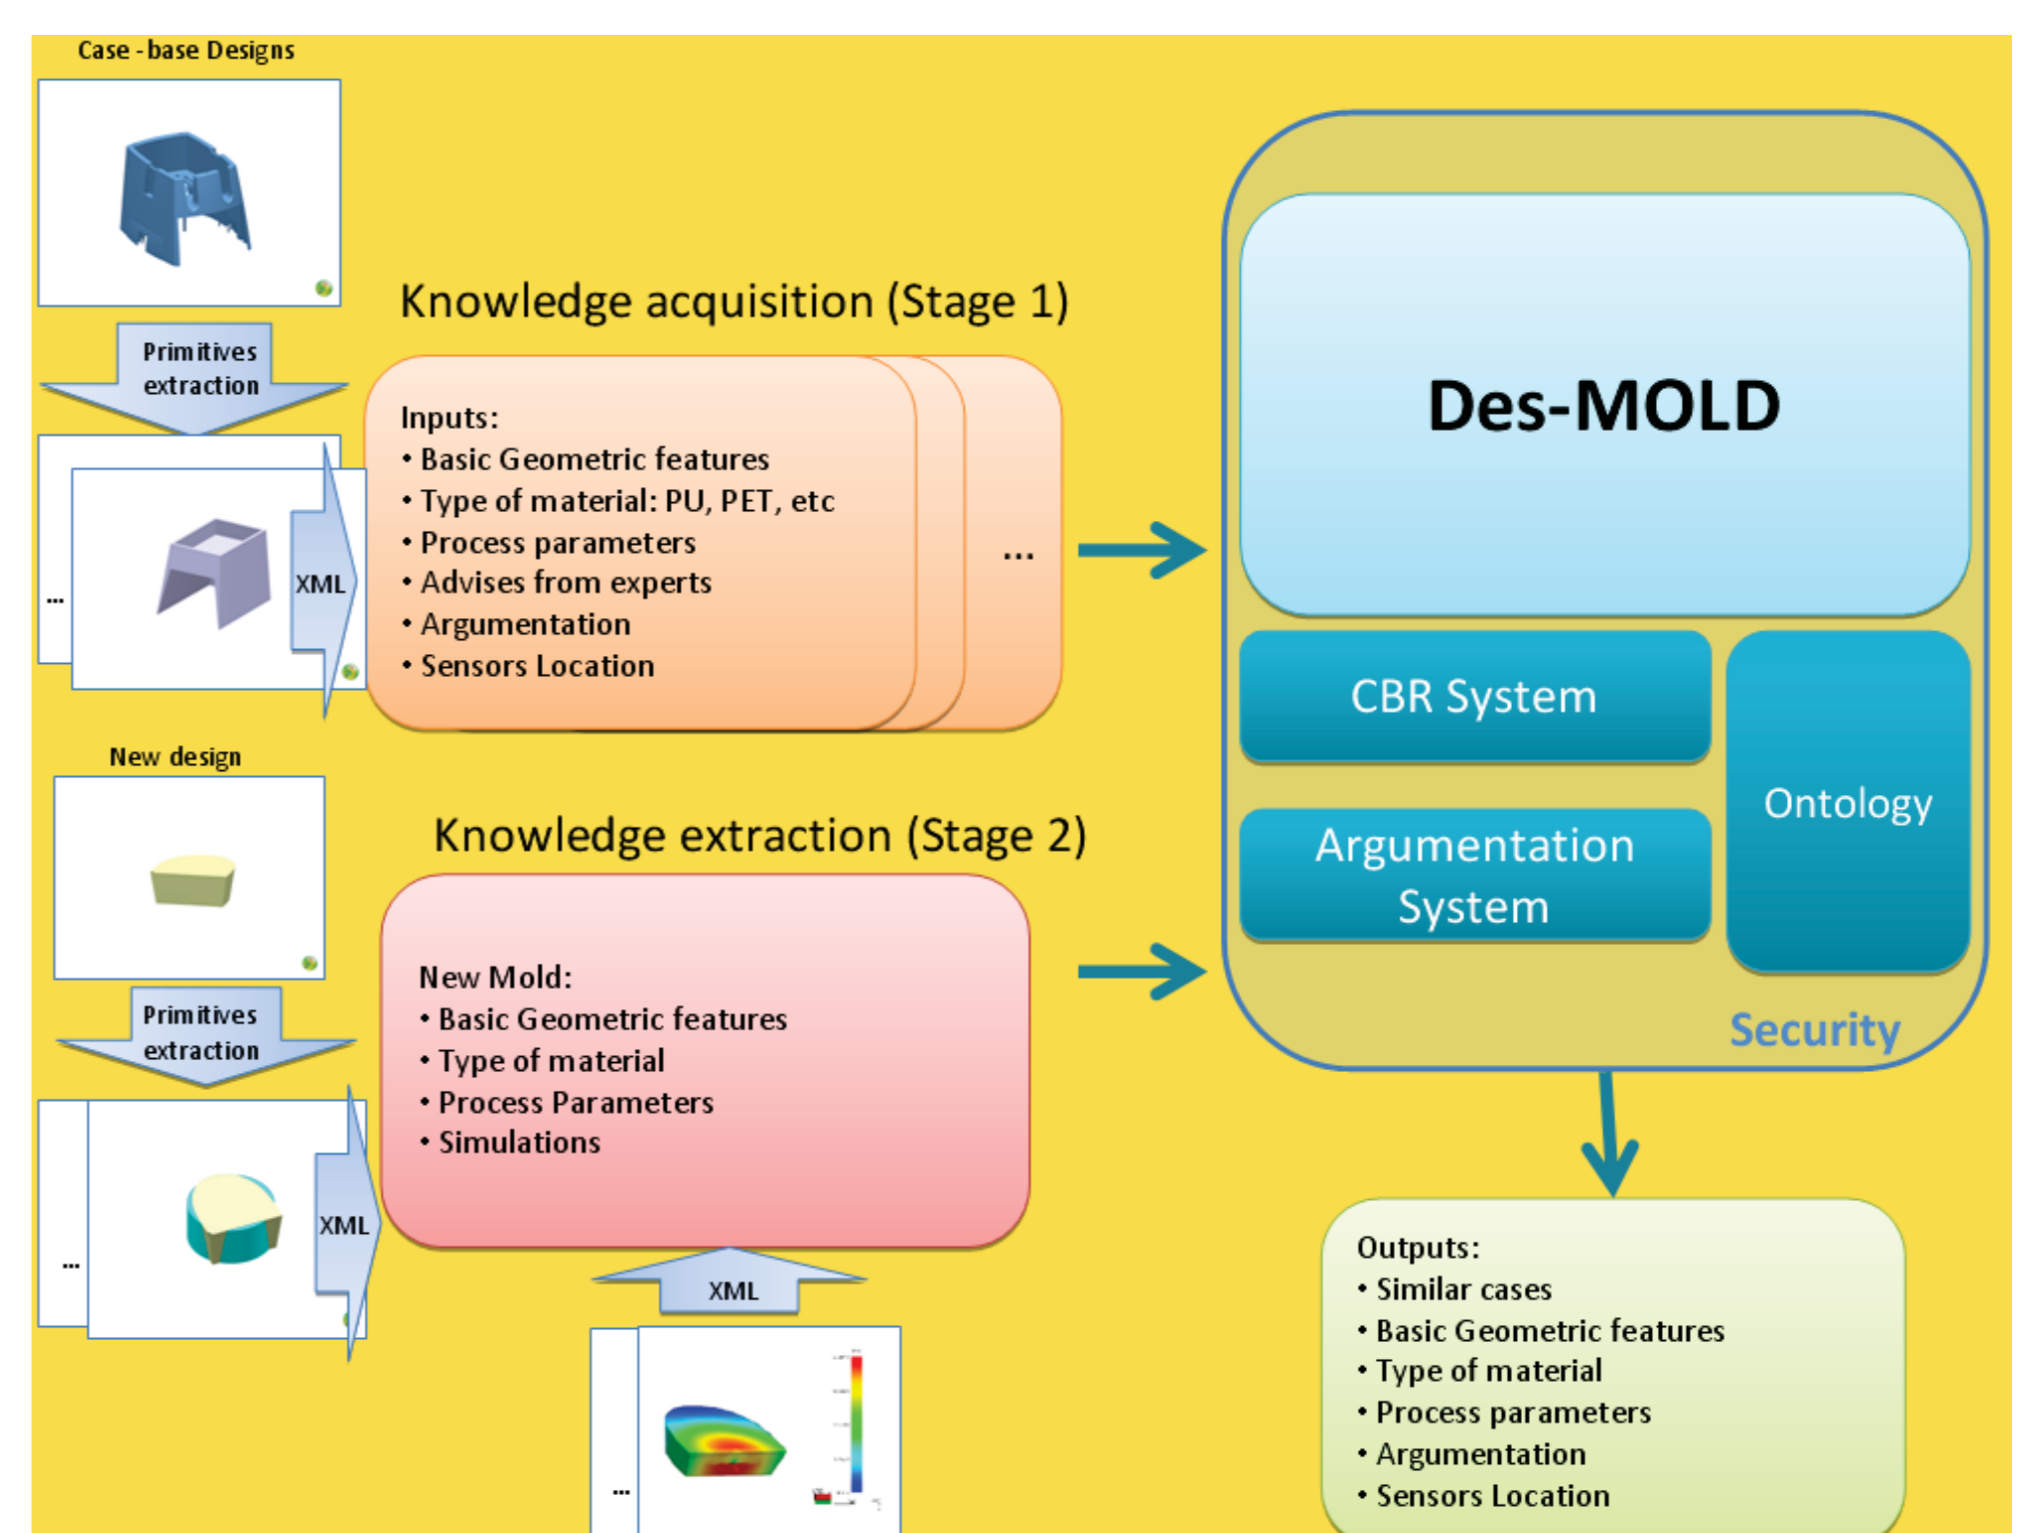 Case - base Designs
Primitives
extraction
...
XML
Knowledge acquisition (Stage 1)
Inputs:
• Basic Geometric features
• Type of material: PU, PET, etc
• Process parameters
• Advises from experts
• Argumentation
• Sensors Location
...
New design
Primitives
extraction
...
XML
Knowledge extraction (Stage 2)
New Mold:
• Basic Geometric features
• Type of material
• Process Parameters
• Simulations
XML
...
Des-MOLD
CBR System
Argumentation
System
Ontology
Security
Outputs:
• Similar cases
• Basic Geometric features
• Type of material
• Process parameters
• Argumentation
• Sensors Location